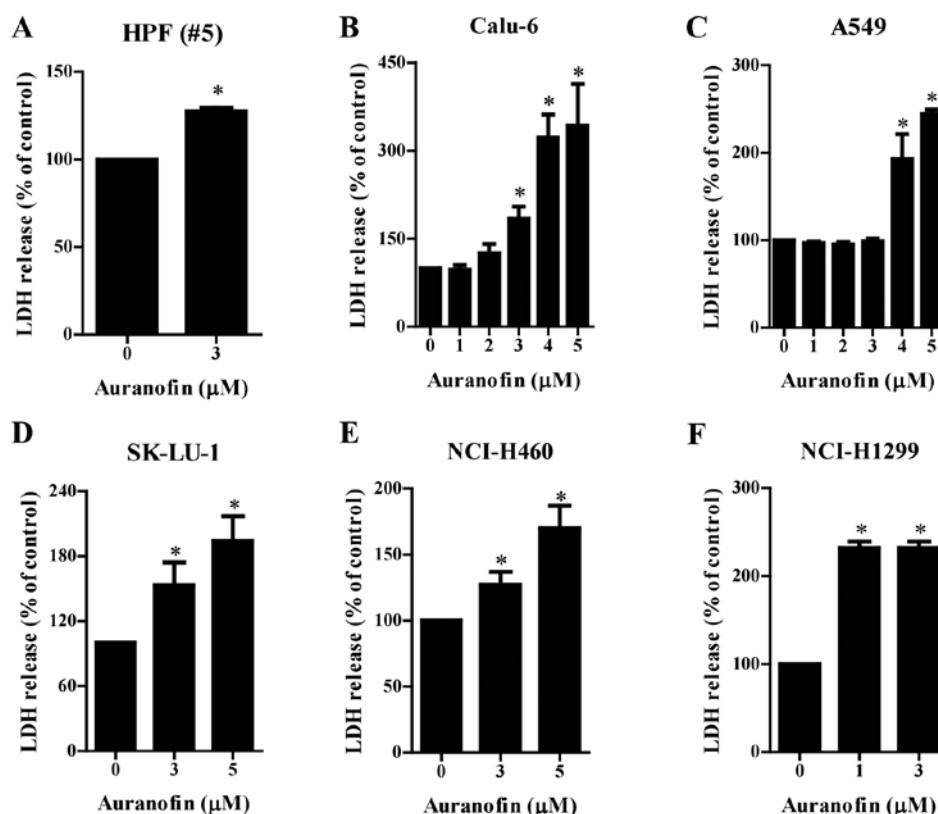 A
HPF (#5)
LDH release (% of control)
150
100
50
0
*
0 3
Auranofin (µM)
B
Calu-6
LDH release (% of control)
450
300
150
0
* * *
0 1 2 3 4 5
Auranofin (µM)
C
A549
LDH release (% of control)
300
200
100
0
* *
0 1 2 3 4 5
Auranofin (µM)
D
SK-LU-1
LDH release (% of control)
240
180
120
60
0
* *
0 3 5
Auranofin (µM)
E
NCI-H460
LDH release (% of control)
200
150
100
50
0
* *
0 3 5
Auranofin (µM)
F
NCI-H1299
LDH release (% of control)
300
200
100
0
* *
0 1 3
Auranofin (µM)